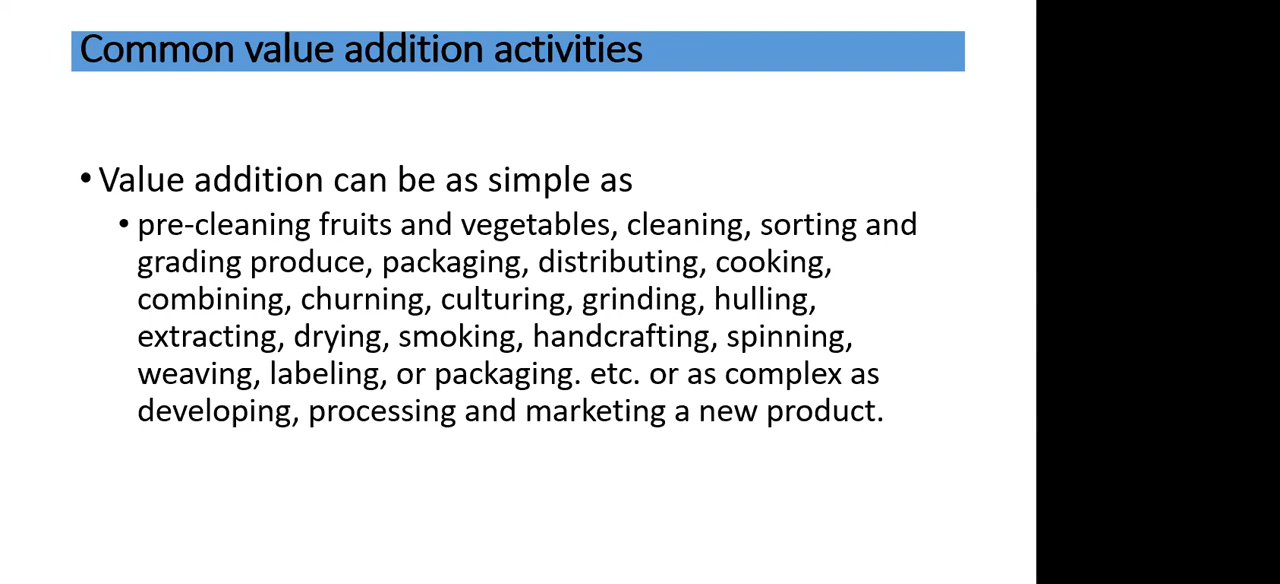 Common value addition activities
• Value addition can be as simple as
• pre-cleaning fruits and vegetables, cleaning, sorting and
grading produce, packaging, distributing, cooking,
combining, churning, culturing, grinding, hulling,
extracting, drying, smoking, handcrafting, spinning,
weaving, labeling, or packaging. etc. or as complex as
developing, processing and marketing a new product.